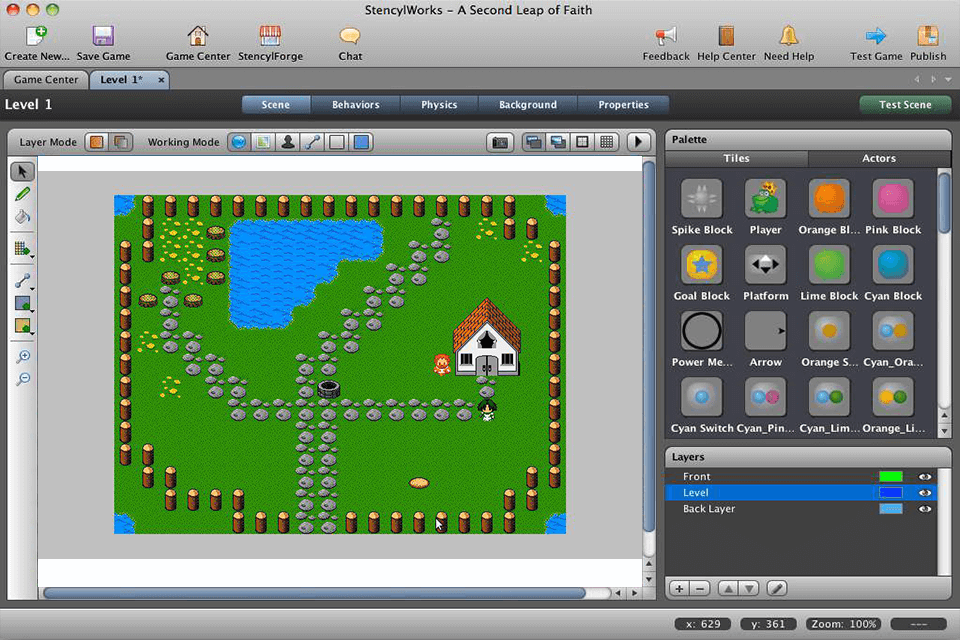 StencylWorks - A Second Leap of Faith
Create New... Save Game Game Center StencylForge Chat Feedback Help Center Need Help Test Game Publish
Game Center Level 1* ×
Level 1 Scene Behaviors Physics Background Properties Test Scene
Layer Mode Working Mode
Palette
Tiles Actors
Spike Block Player Orange Bl... Pink Block
Goal Block Platform Lime Block Cyan Block
Power Me... Arrow Orange S... Cyan_Ora...
Cyan Switch Cyan_Pin... Cyan_Lim... Orange_Li...
Layers
Front
Level
Back Layer
x: 629 y: 361 Zoom: 100% ---